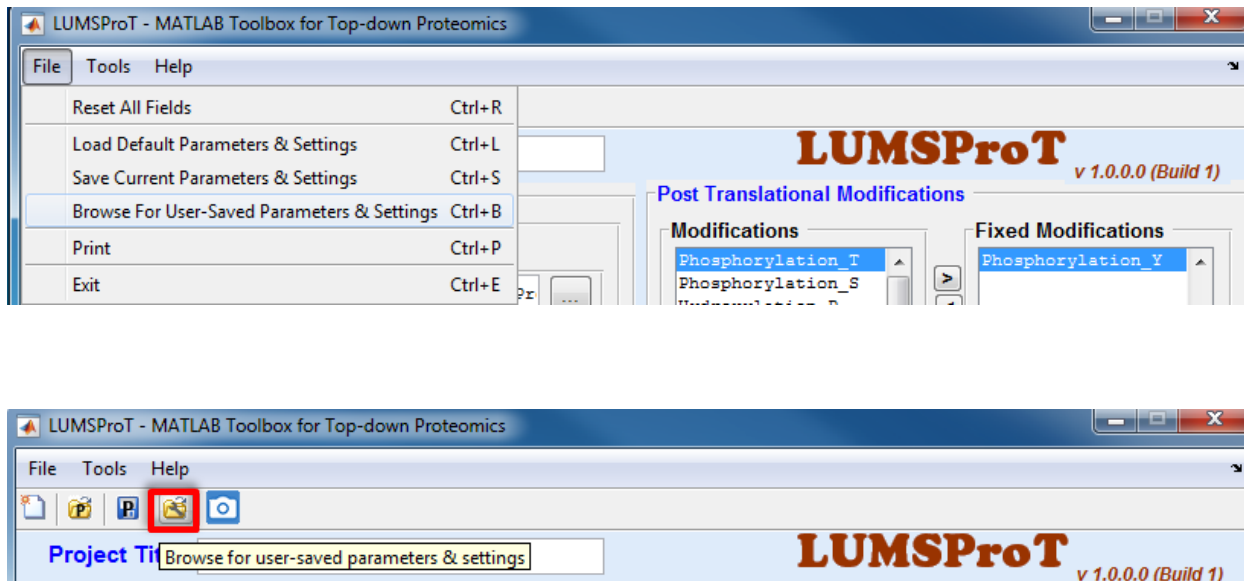 LUMSProT - MATLAB Toolbox for Top-down Proteomics
File Tools Help
Reset All Fields Ctrl+R
Load Default Parameters & Settings Ctrl+L
Save Current Parameters & Settings Ctrl+S
Browse For User-Saved Parameters & Settings Ctrl+B
Print Ctrl+P
Exit Ctrl+E
Pr
...
LUMSProT
v 1.0.0.0 (Build 1)
Post Translational Modifications
Modifications
Phosphorylation_T
Phosphorylation_S
>
Fixed Modifications
Phosphorylation_Y
LUMSProT - MATLAB Toolbox for Top-down Proteomics
File Tools Help
P P
Project Tit
Browse for user-saved parameters & settings
LUMSProT
v 1.0.0.0 (Build 1)